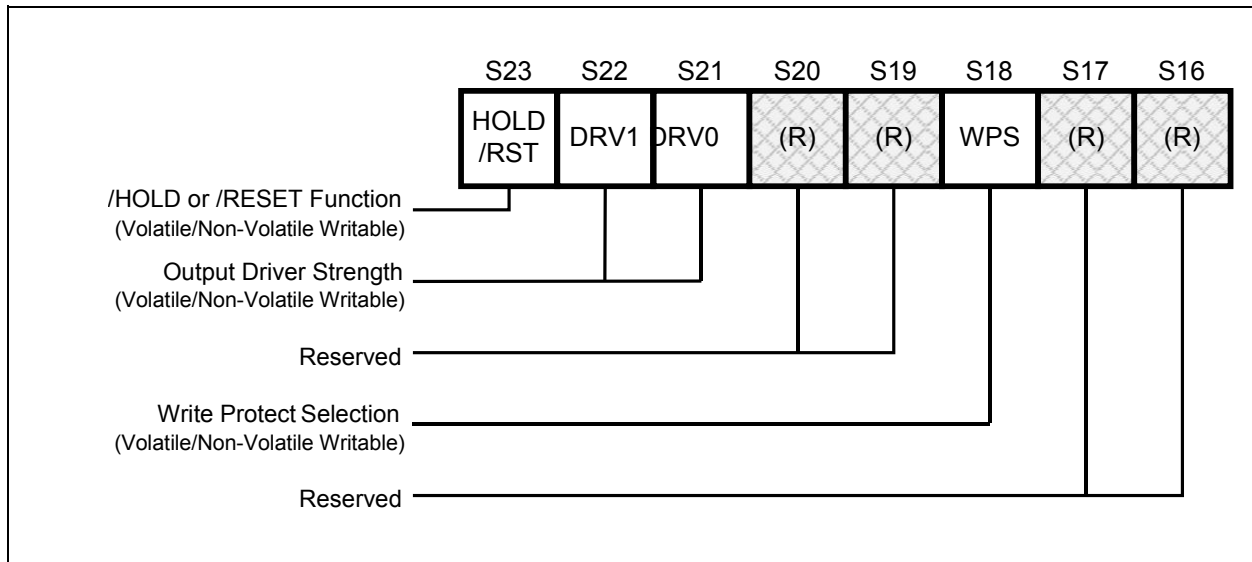 S23 S22 S21 S20 S19 S18 S17 S16
HOLD
/RST DRV1 DRV0 (R) (R) WPS (R) (R)
/HOLD or /RESET Function
(Volatile/Non-Volatile Writable)
Output Driver Strength
(Volatile/Non-Volatile Writable)
Reserved
Write Protect Selection
(Volatile/Non-Volatile Writable)
Reserved